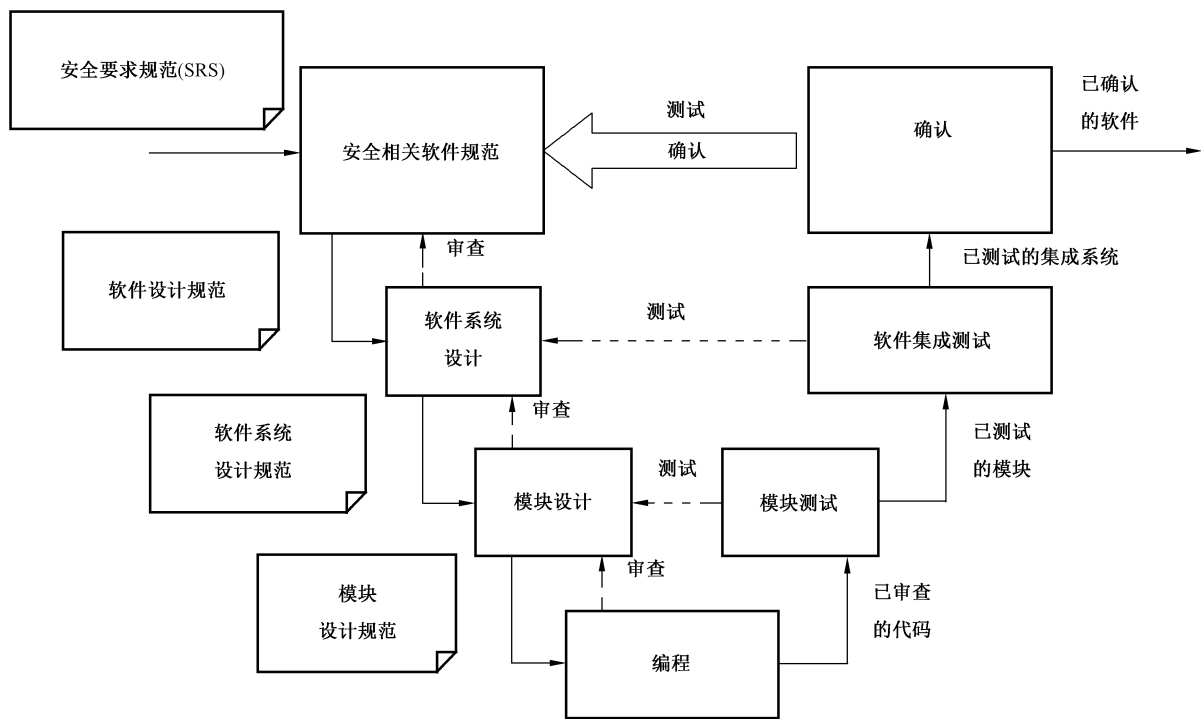 安全要求规范(SRS)
安全相关软件规范
测试
确认
确认
已确认
的软件
审查
已测试的集成系统
软件设计规范
软件系统
设计
测试
软件集成测试
审查
软件系统
设计规范
已测试
的模块
测试
模块设计
模块测试
审查
模块
设计规范
已审查
的代码
编程